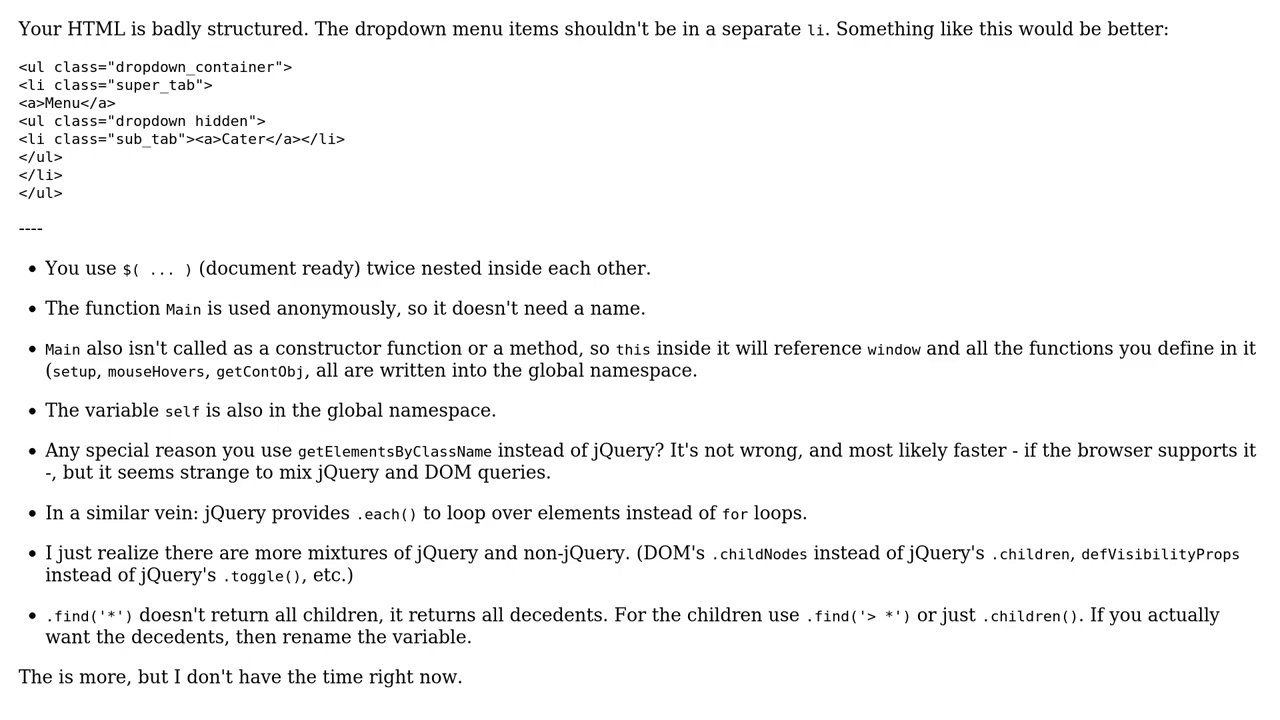 Your HTML is badly structured. The dropdown menu items shouldn't be in a separate li. Something like this would be better:
<ul class="dropdown_container">
<li class="super_tab">
<a>Menu</a>
<ul class="dropdown hidden">
<li class="sub_tab"><a>Cater</a></li>
</ul>
</li>
</ul>
----
• You use $( ... ) (document ready) twice nested inside each other.
• The function Main is used anonymously, so it doesn't need a name.
• Main also isn't called as a constructor function or a method, so this inside it will reference window and all the functions you define in it
(setup, mouseHovers, getContObj, all are written into the global namespace.
• The variable self is also in the global namespace.
• Any special reason you use getElementsByClassName instead of jQuery? It's not wrong, and most likely faster - if the browser supports it
-, but it seems strange to mix jQuery and DOM queries.
• In a similar vein: jQuery provides .each() to loop over elements instead of for loops.
• I just realize there are more mixtures of jQuery and non-jQuery. (DOM's .childNodes instead of jQuery's .children, defVisibilityProps
instead of jQuery's .toggle(), etc.)
• .find('*') doesn't return all children, it returns all decedents. For the children use .find('> *') or just .children(). If you actually
want the decedents, then rename the variable.
The is more, but I don't have the time right now.